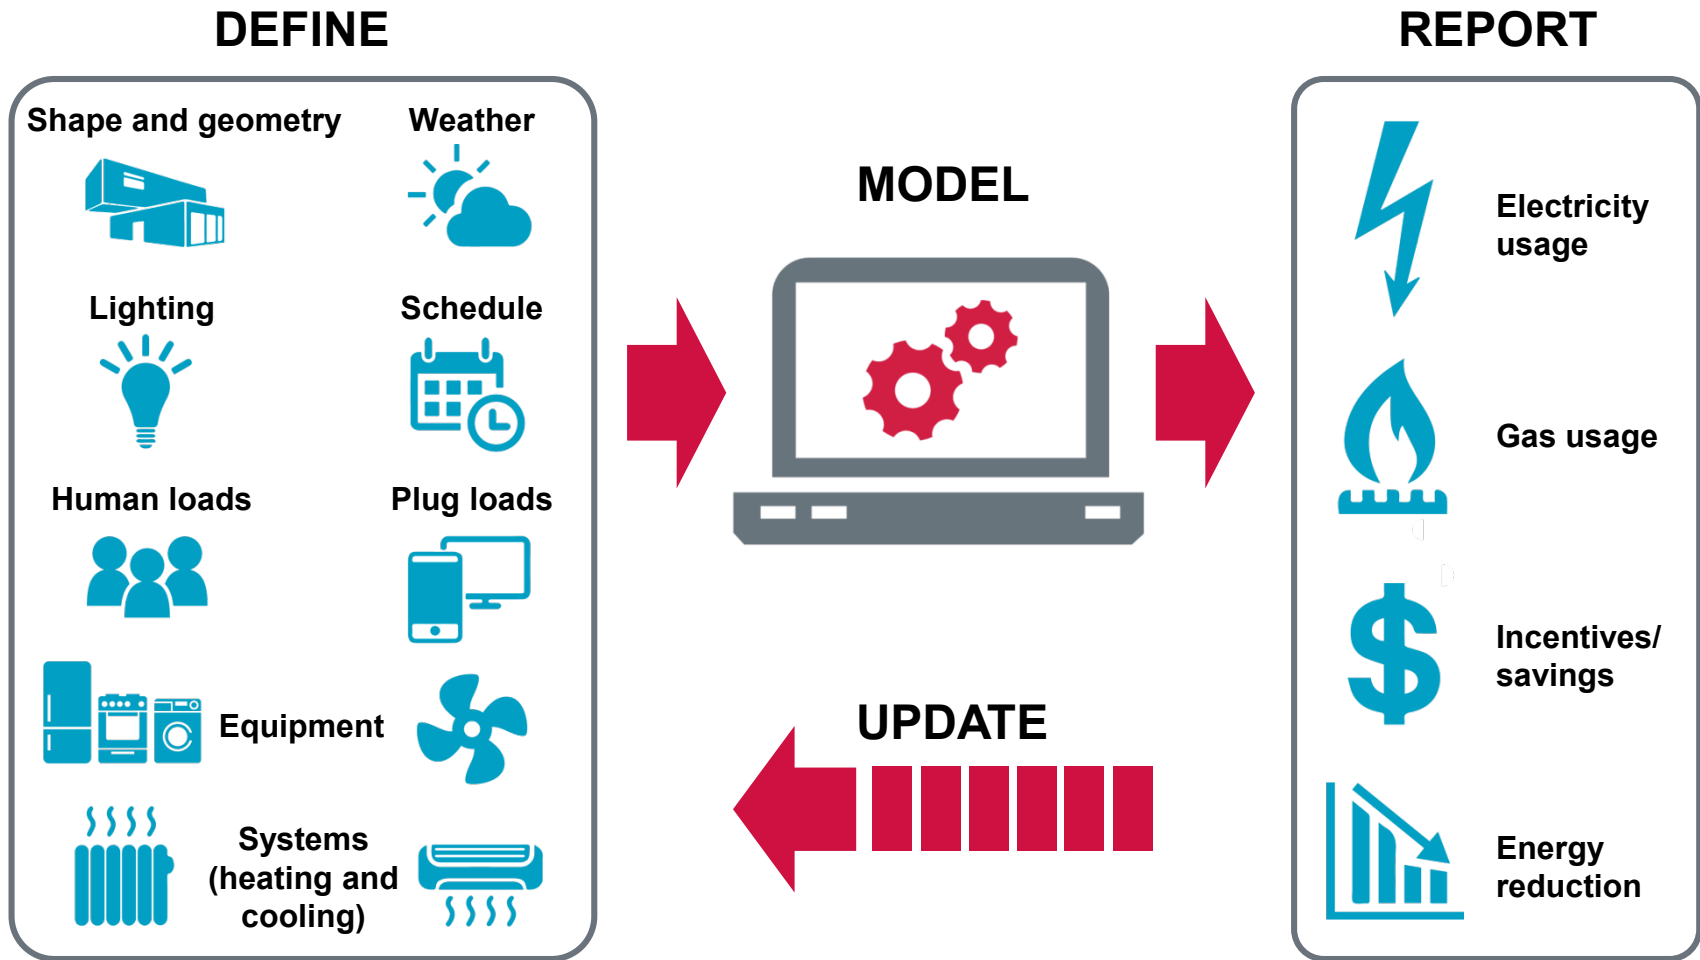 DEFINE
Shape and geometry
Weather
Lighting
Schedule
Human loads
Plug loads
Equipment
Systems
(heating and
cooling)
MODEL
UPDATE
REPORT
Electricity
usage
Gas usage
Incentives/
savings
Energy
reduction